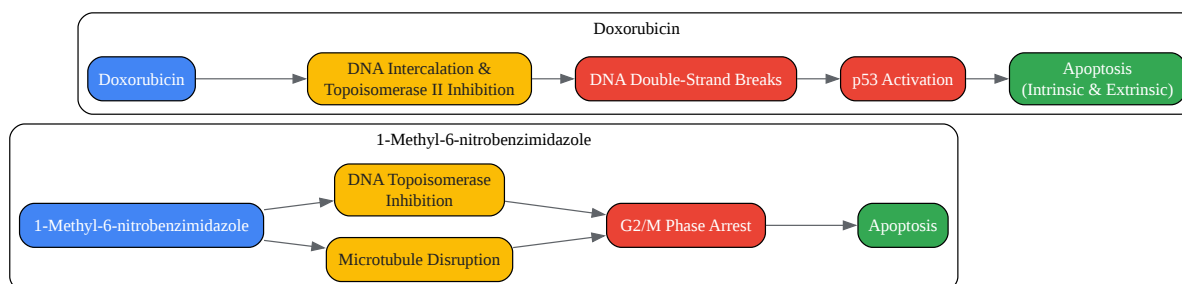 Doxorubicin
Doxorubicin
DNA Intercalation &
Topoisomerase II Inhibition
DNA Double-Strand Breaks
p53 Activation
Apoptosis
(Intrinsic & Extrinsic)
1-Methyl-6-nitrobenzimidazole
1-Methyl-6-nitrobenzimidazole
DNA Topoisomerase
Inhibition
Microtubule Disruption
G2/M Phase Arrest
Apoptosis